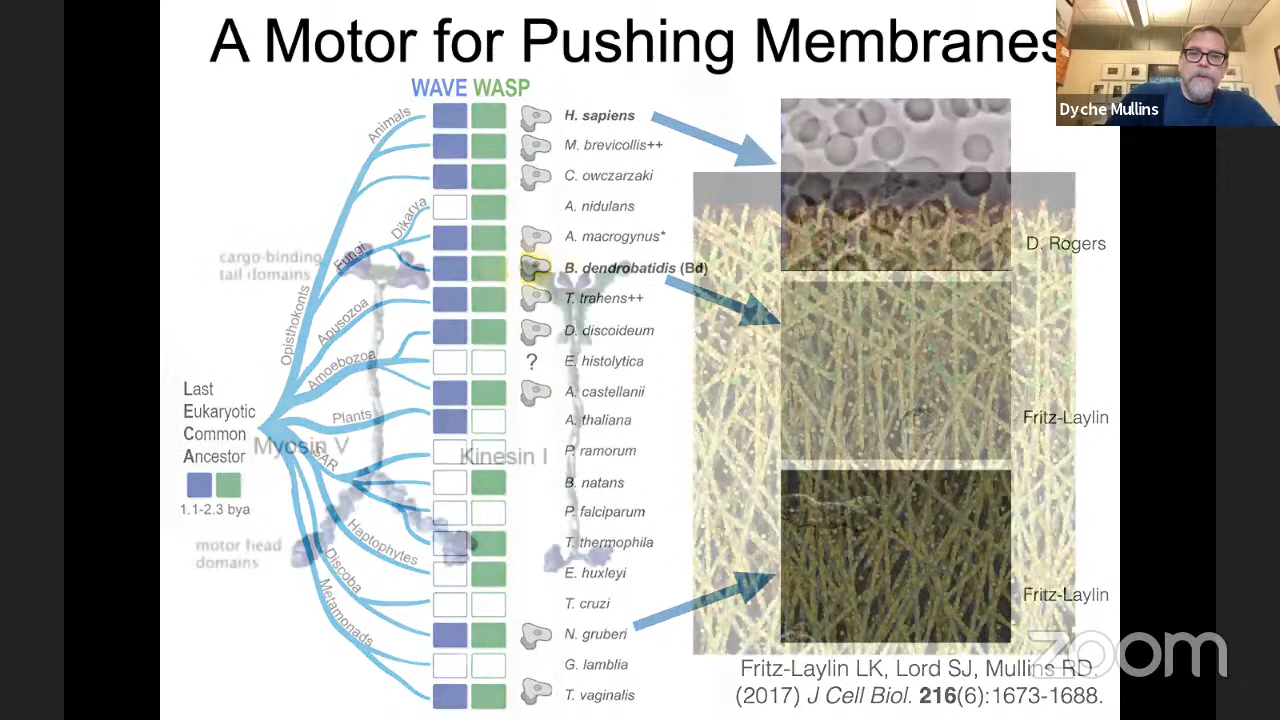 A Motor for Pushing Membranes
Dyche Mullins
WAVE WASP
Animals
Dikarya
Fungi
Opisthokonts
Apusozoa
Amoebozoa
Plants
SAR
Haptophytes
Discoba
Metamonads
H. sapiens
M. brevicollis++
C. owczarzaki
A. nidulans
A. macrogynus*
B. dendrobatidis (Bd)
T. trahens++
D. discoideum
? E. histolytica
A. castellanii
A. thaliana
P. ramorum
B. natans
P. falciparum
T. thermophila
E. huxleyi
T. cruzi
N. gruberi
G. lamblia
T. vaginalis
cargo-binding
tail domains
Last
Eukaryotic
Common
Ancestor
1.1-2.3 bya
Myosin V
Kinesin I
motor head
domains
D. Rogers
Fritz-Laylin
Fritz-Laylin
Fritz-Laylin LK, Lord SJ, Mullins RD.
(2017) J Cell Biol. 216(6):1673-1688.
zoom